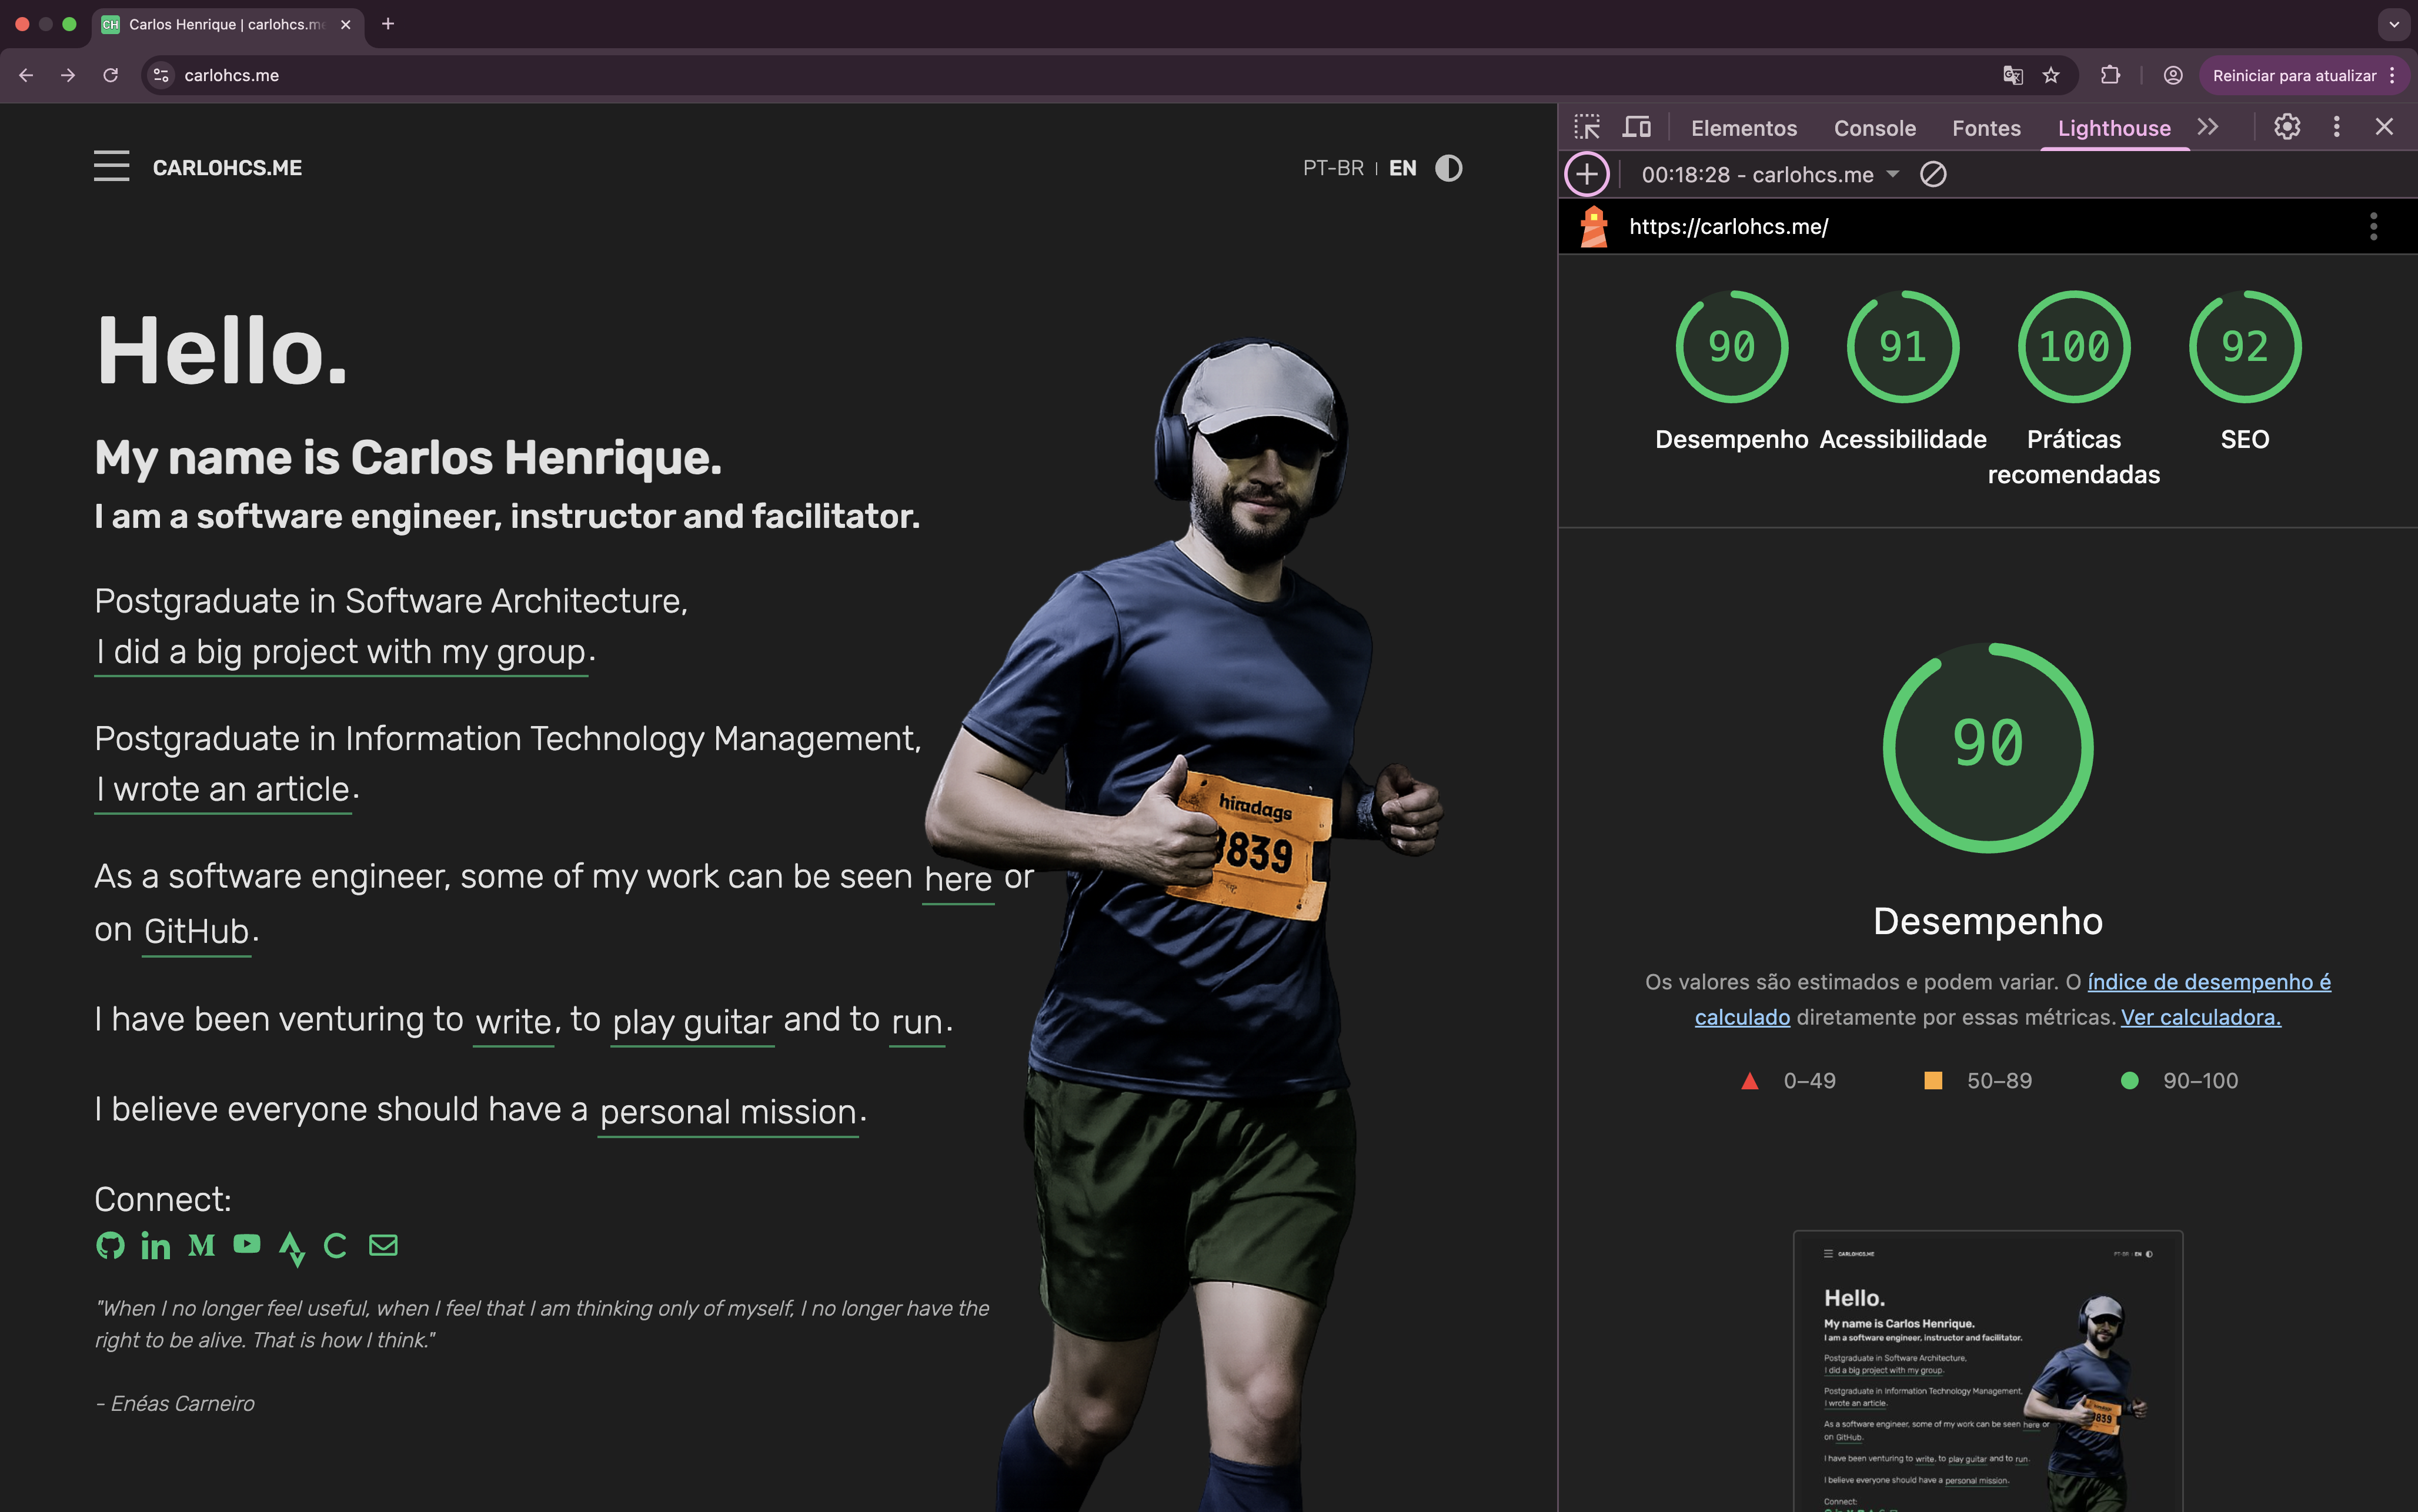 CH Carlos Henrique | carlohcs.me
carlohcs.me
Reiniciar para atualizar
CARLOHCS.ME
PT-BR | EN
Hello.
My name is Carlos Henrique.
I am a software engineer, instructor and facilitator.
Postgraduate in Software Architecture,
I did a big project with my group.
Postgraduate in Information Technology Management,
I wrote an article.
As a software engineer, some of my work can be seen here or
on GitHub.
I have been venturing to write, to play guitar and to run.
I believe everyone should have a personal mission.
Connect:
"When I no longer feel useful, when I feel that I am thinking only of myself, I no longer have the
right to be alive. That is how I think."
- Enéas Carneiro
hiradags
9839
Elementos Console Fontes Lighthouse
00:18:28 - carlohcs.me
https://carlohcs.me/
90 91 100 92
Desempenho Acessibilidade Práticas recomendadas SEO
90
Desempenho
Os valores são estimados e podem variar. O índice de desempenho é
calculado diretamente por essas métricas. Ver calculadora.
0–49 50–89 90–100
CARLOHCS.ME
PT-BR | EN
Hello.
My name is Carlos Henrique.
I am a software engineer, instructor and facilitator.
Postgraduate in Software Architecture,
I did a big project with my group.
Postgraduate in Information Technology Management,
I wrote an article.
As a software engineer, some of my work can be seen here or
on GitHub.
I have been venturing to write, to play guitar and to run.
I believe everyone should have a personal mission.
Connect:
839